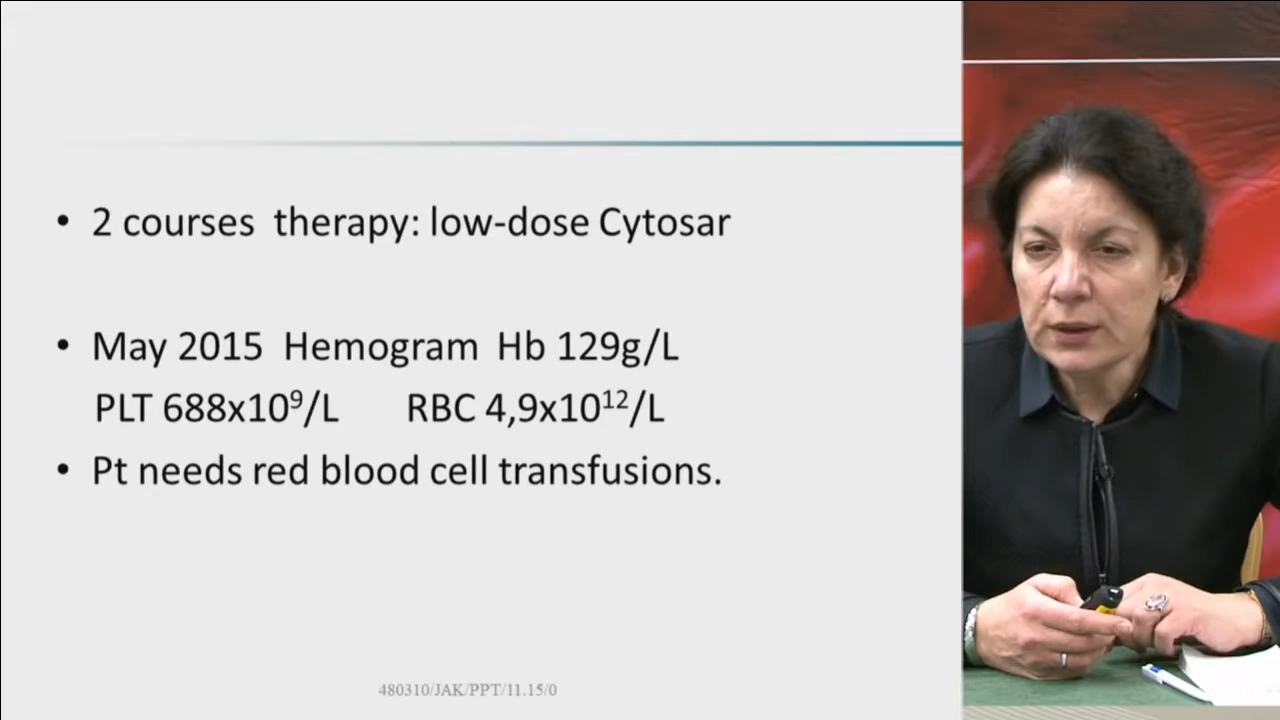 • 2 courses therapy: low-dose Cytosar
• May 2015 Hemogram Hb 129g/L
PLT 688x10⁹/L RBC 4,9x10¹²/L
• Pt needs red blood cell transfusions.
480310/JAK/PPT/11.15/0